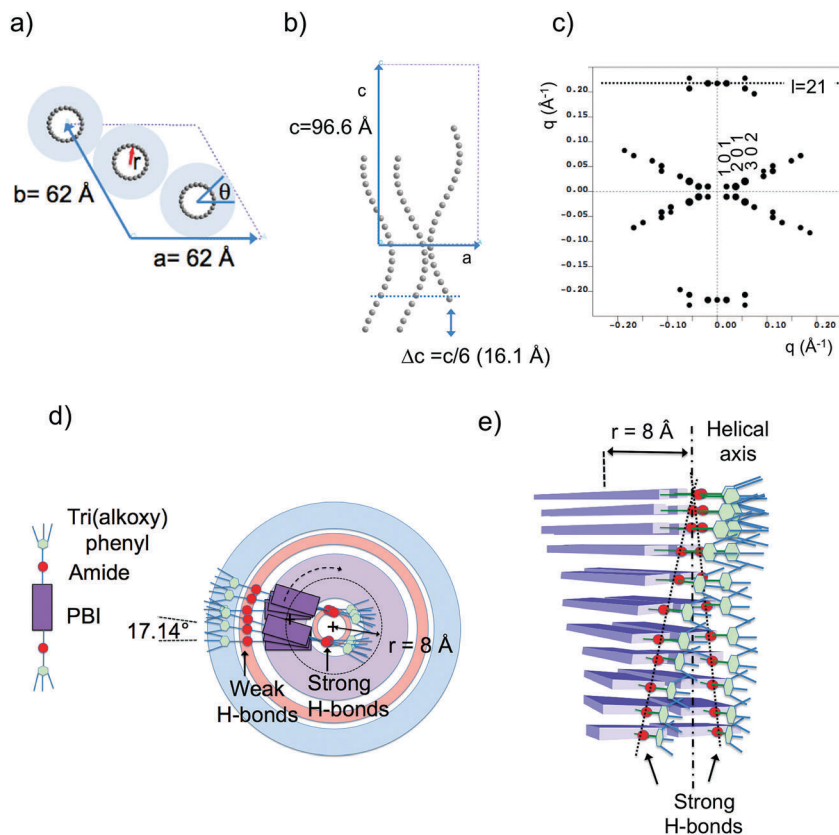 a)
r
θ
b= 62 Å
a= 62 Å
b)
c
c=96.6 Å
a
Δc =c/6 (16.1 Å)
c)
q (Å-1)
0.20
0.15
0.10
0.05
0.00
-0.05
-0.10
-0.15
-0.20
l=21
1 0 1
2 0 1
3 0 2
-0.20
-0.10
0.00
0.10
0.20
q (Å-1)
d)
Tri(alkoxy)
phenyl
Amide
PBI
17.14°
r = 8 Å
Weak
H-bonds
Strong
H-bonds
e)
r = 8 Å
Helical
axis
Strong
H-bonds